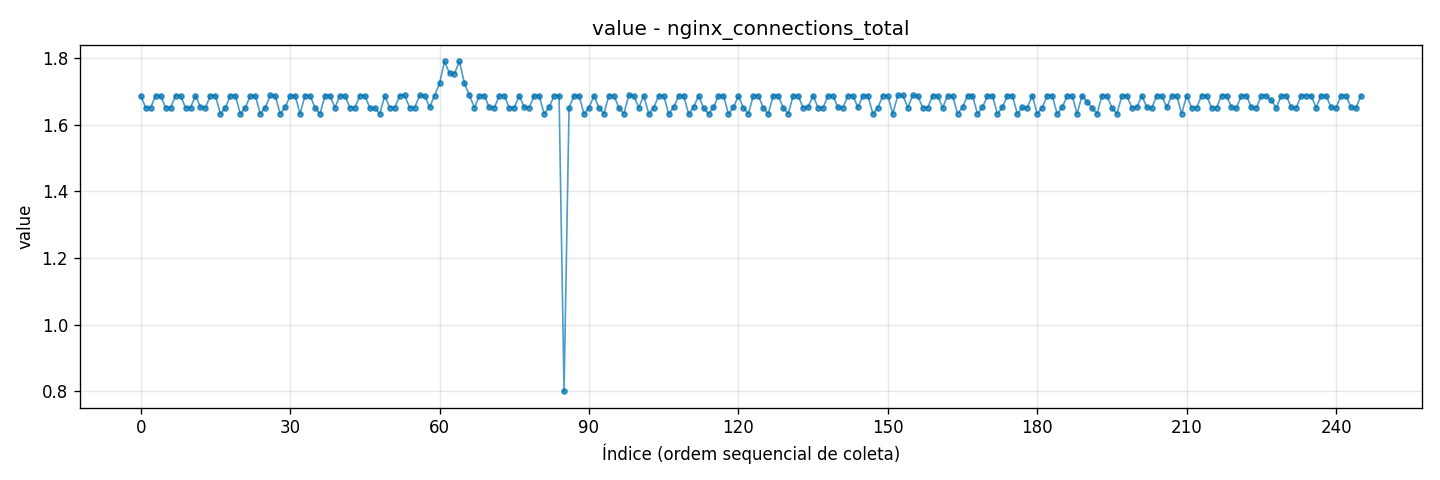 value - nginx_connections_total
1.8
1.6
1.4
1.2
1.0
0.8
value
0 30 60 90 120 150 180 210 240
Índice (ordem sequencial de coleta)